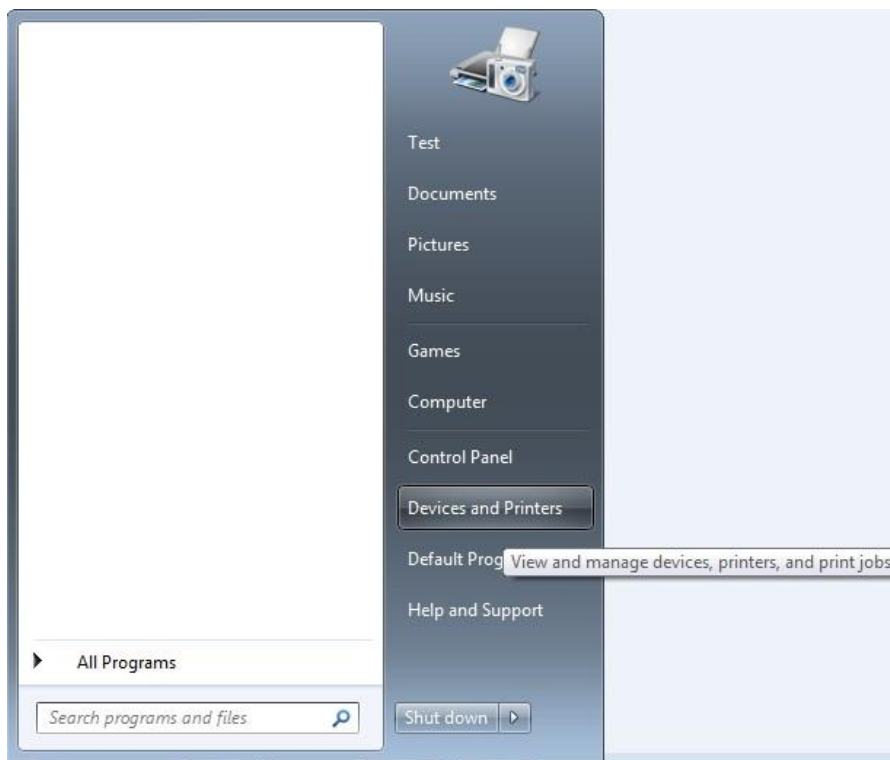 Test
Documents
Pictures
Music
Games
Computer
Control Panel
Devices and Printers
Default Prog
View and manage devices, printers, and print jobs
Help and Support
All Programs
Search programs and files
Shut down